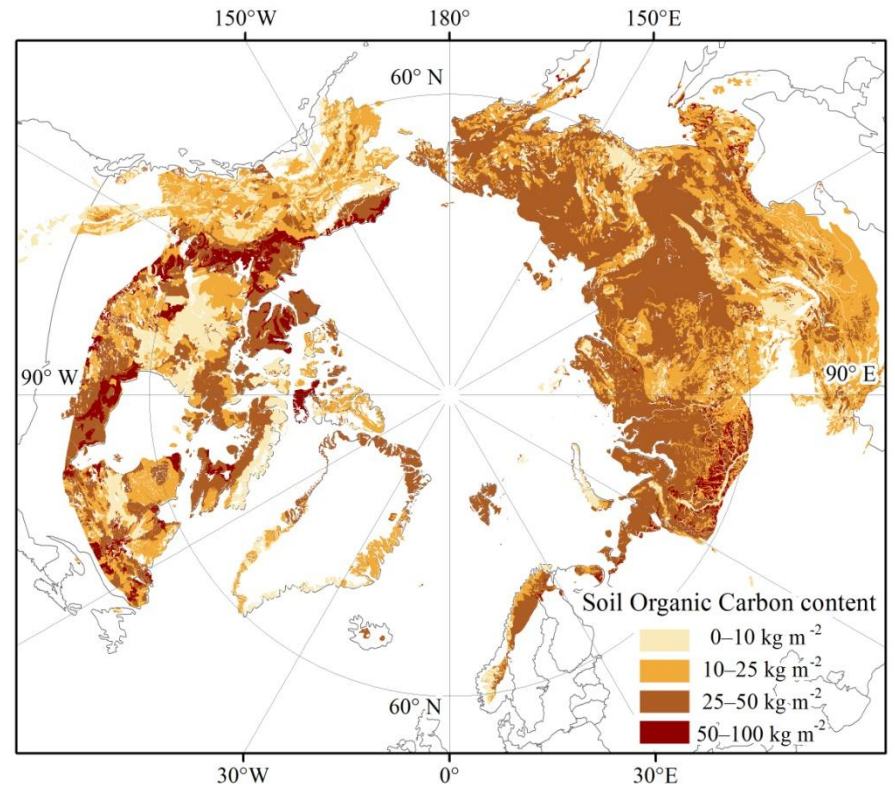 150°W 180° 150°E
60° N
90° W 90° E
Soil Organic Carbon content
0–10 kg m⁻²
10–25 kg m⁻²
25–50 kg m⁻²
50–100 kg m⁻²
60° N
30°W 0° 30°E